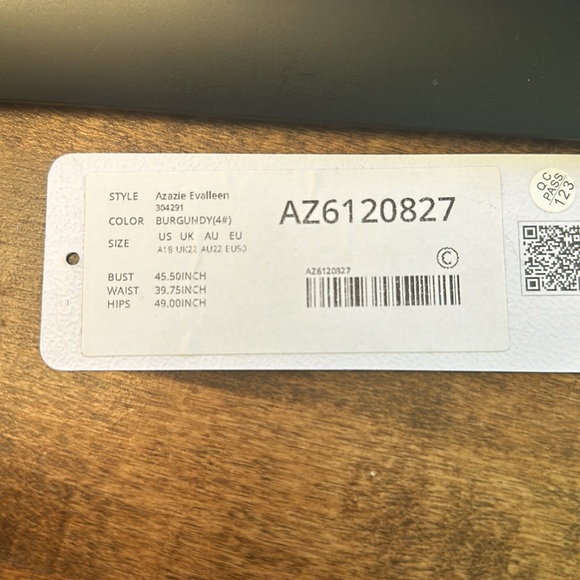 STYLE Azazie Evalleen
304291
COLOR BURGUNDY(4#)
SIZE US UK AU EU
A18 UK22 AU22 EU50
BUST 45.50INCH
WAIST 39.75INCH
HIPS 49.00INCH
AZ6120827
©
AZ6120827
QC
PASS
123